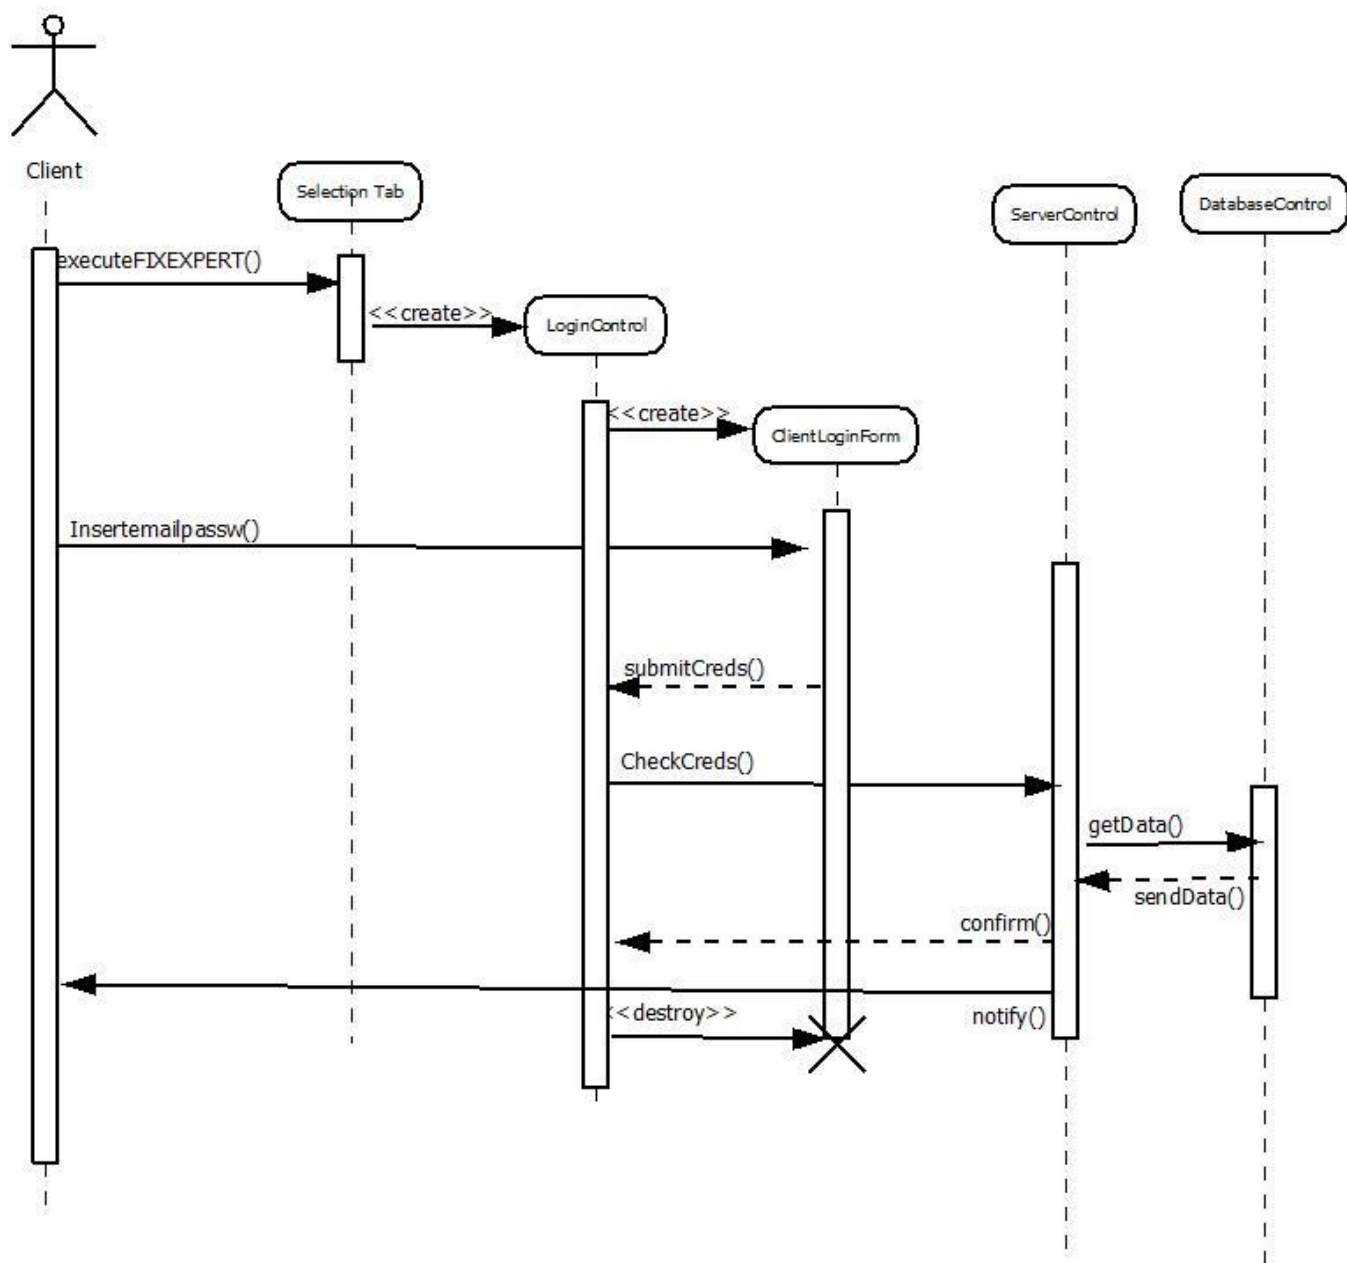 Client
Selection Tab
ServerControl
DatabaseControl
executeFIXEXPERT()
<<create>>
LoginControl
<<create>>
ClientLoginForm
Insertemailpassw()
submitCreds()
CheckCreds()
getData()
sendData()
confirm()
<<destroy>>
notify()